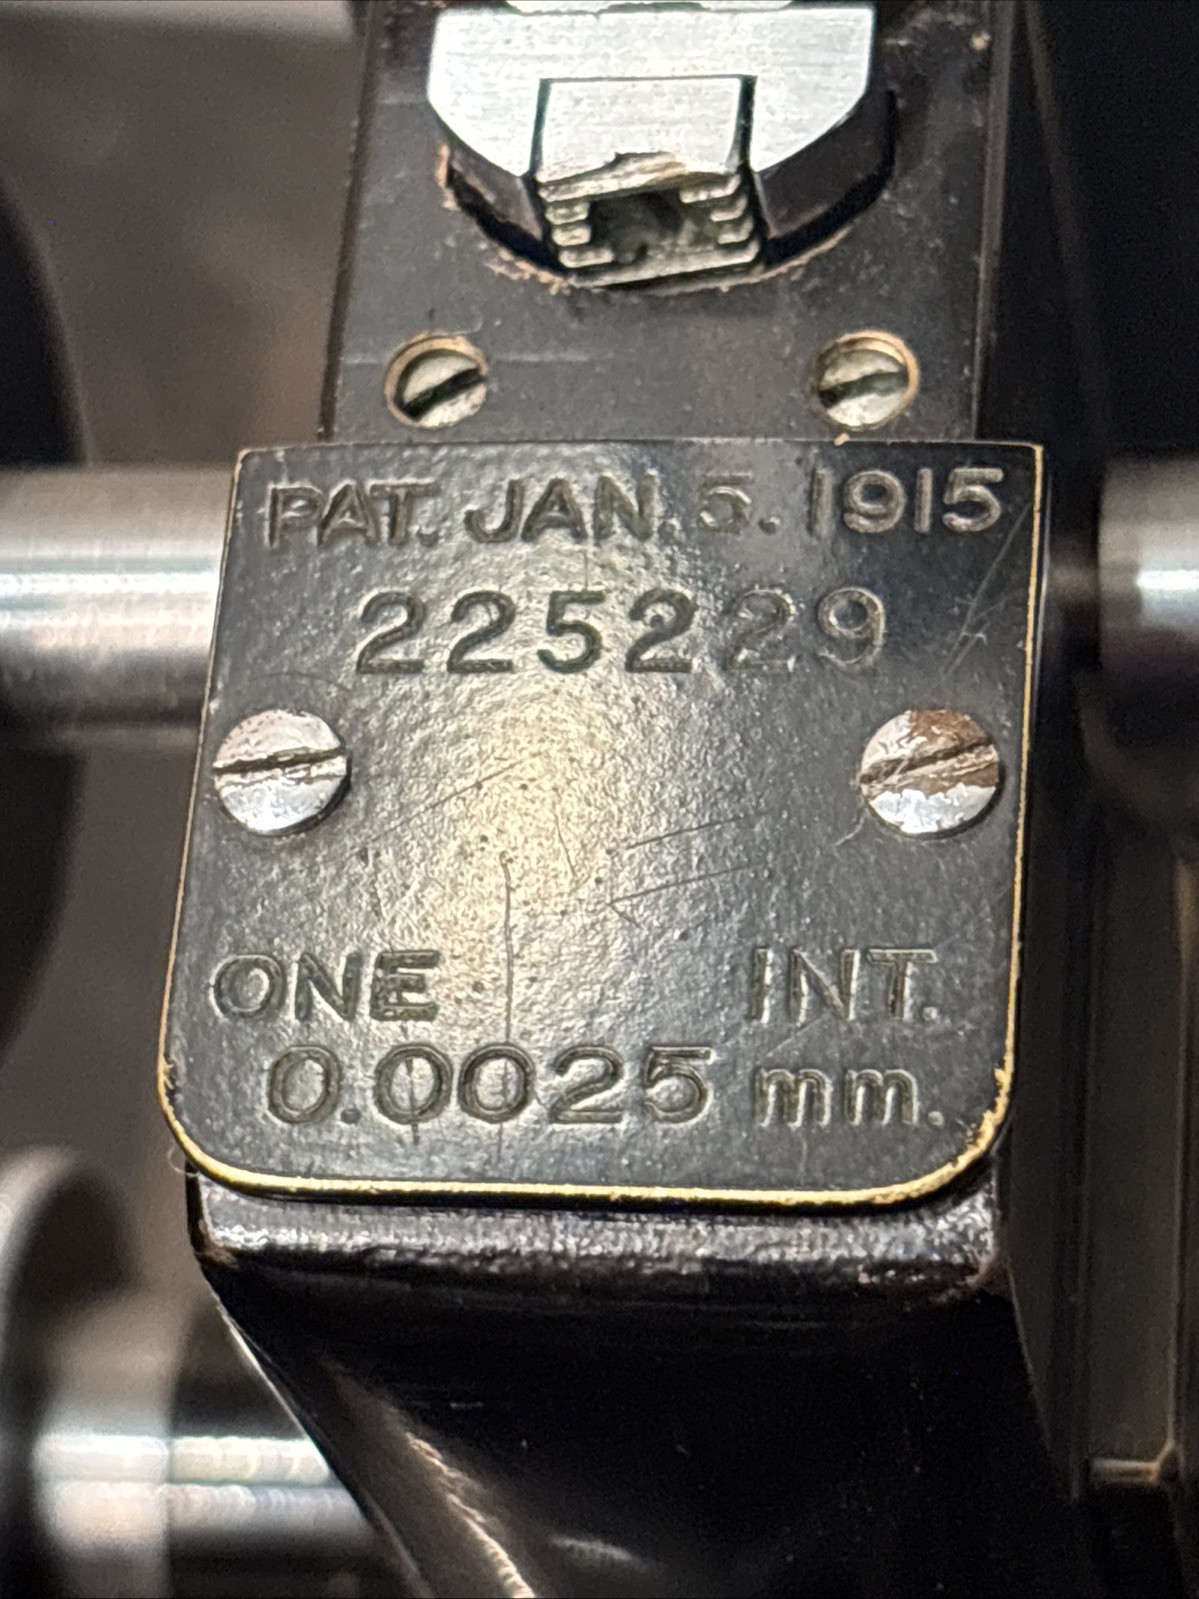 PAT. JAN. 5. 1915
225229
ONE INT.
0.0025 mm.